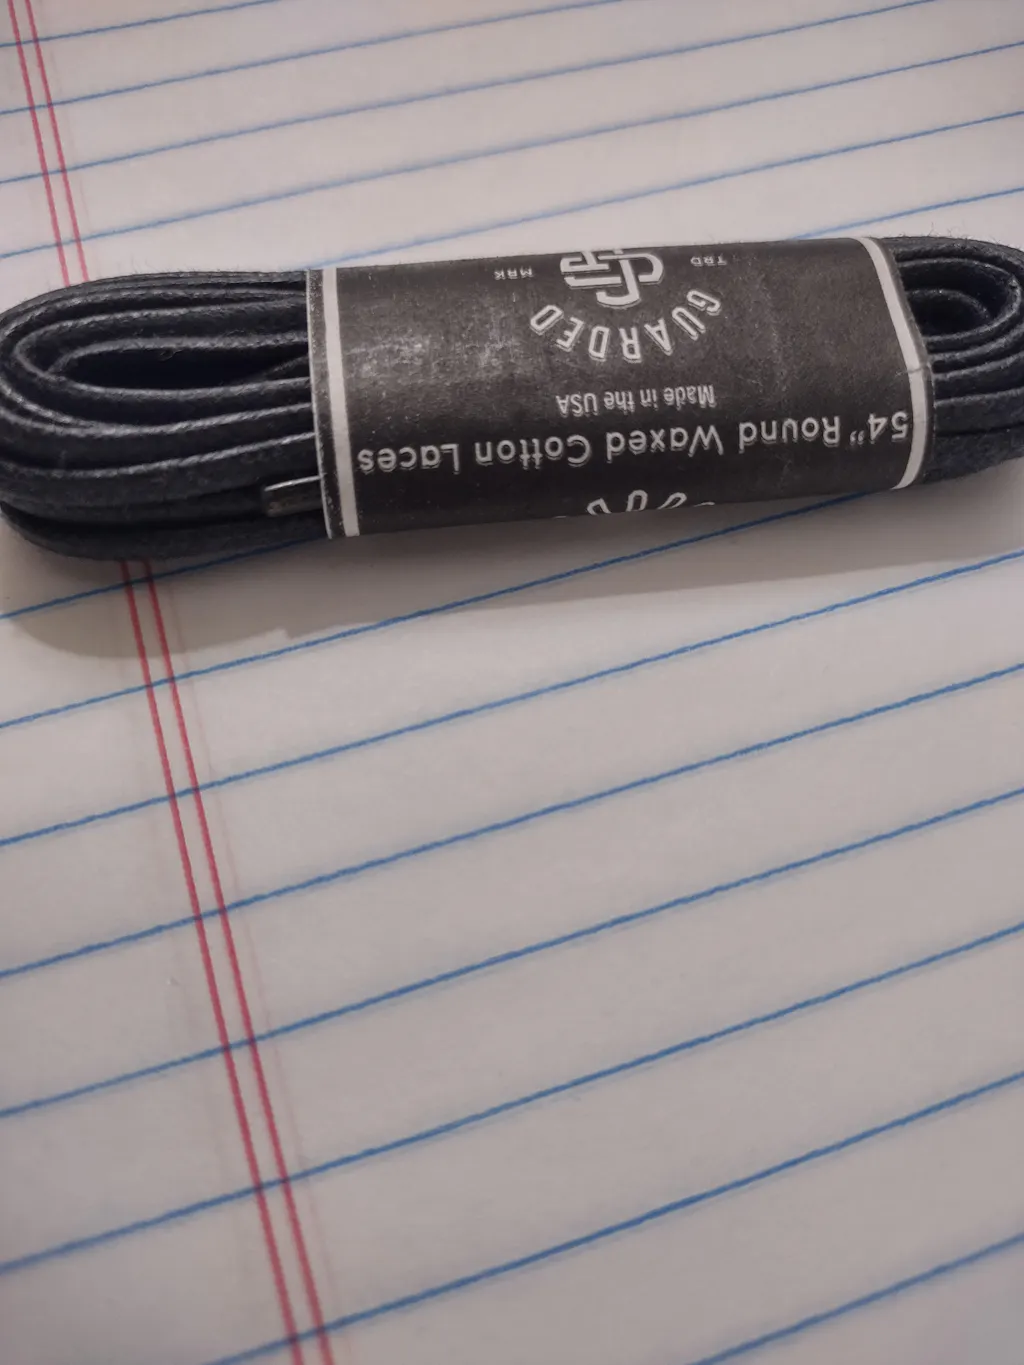 54" Round Waxed Cotton Laces
Made in the USA
GUARDED
TRD MRK